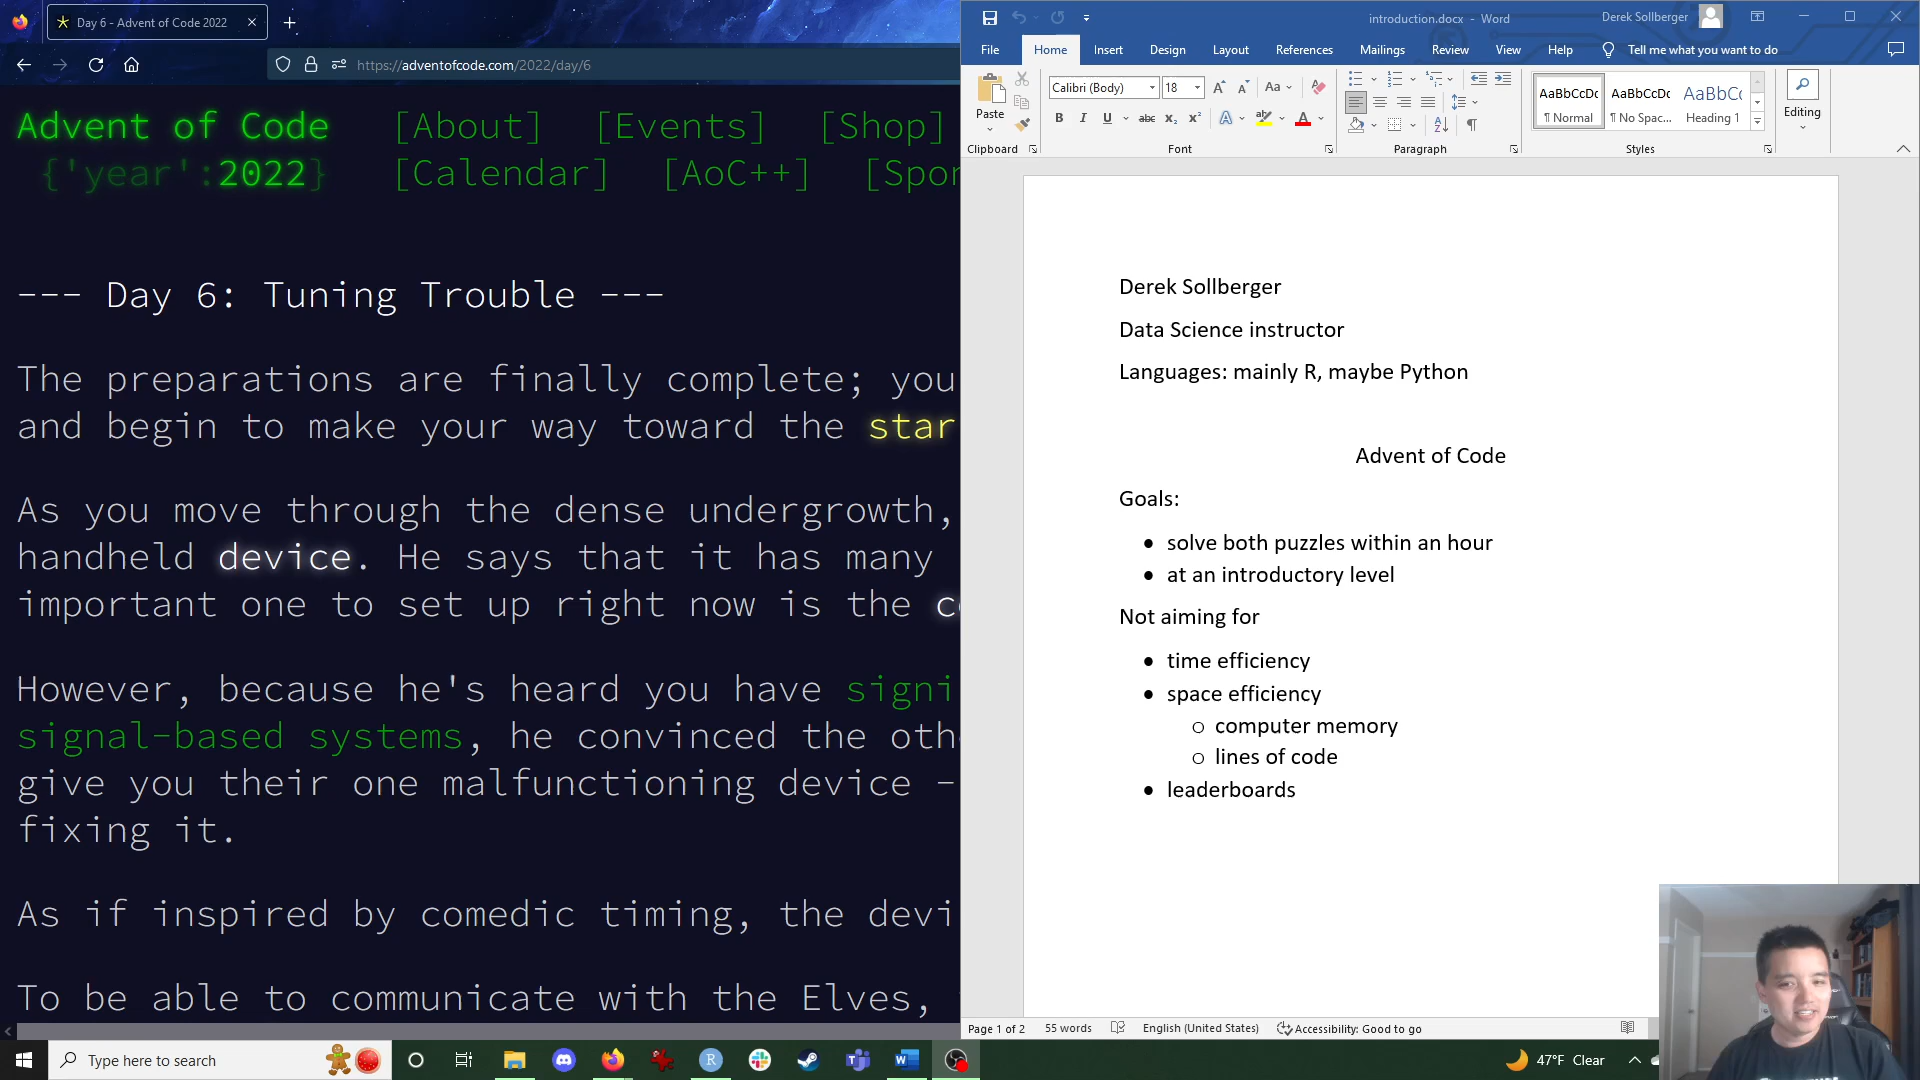 Day 6 - Advent of Code 2022
https://adventofcode.com/2022/day/6
Advent of Code [About] [Events] [Shop]
{'year':2022} [Calendar] [AoC++] [Spo
--- Day 6: Tuning Trouble ---
The preparations are finally complete; you
and begin to make your way toward the star
As you move through the dense undergrowth,
handheld device. He says that it has many
important one to set up right now is the c
However, because he's heard you have signi
signal-based systems, he convinced the oth
give you their one malfunctioning device -
fixing it.
As if inspired by comedic timing, the devi
To be able to communicate with the Elves,
introduction.docx - Word
Derek Sollberger
File Home Insert Design Layout References Mailings Review View Help Tell me what you want to do
Paste
Clipboard
Calibri (Body) 18
Aa
B I U abc x₂ x²
Font
Paragraph
AaBbCcDc AaBbCcDc AaBbCc
¶ Normal ¶ No Spac... Heading 1
Styles
Editing
Derek Sollberger
Data Science instructor
Languages: mainly R, maybe Python
Advent of Code
Goals:
• solve both puzzles within an hour
• at an introductory level
Not aiming for
• time efficiency
• space efficiency
o computer memory
o lines of code
• leaderboards
Page 1 of 2 55 words English (United States) Accessibility: Good to go
Type here to search
47°F Clear